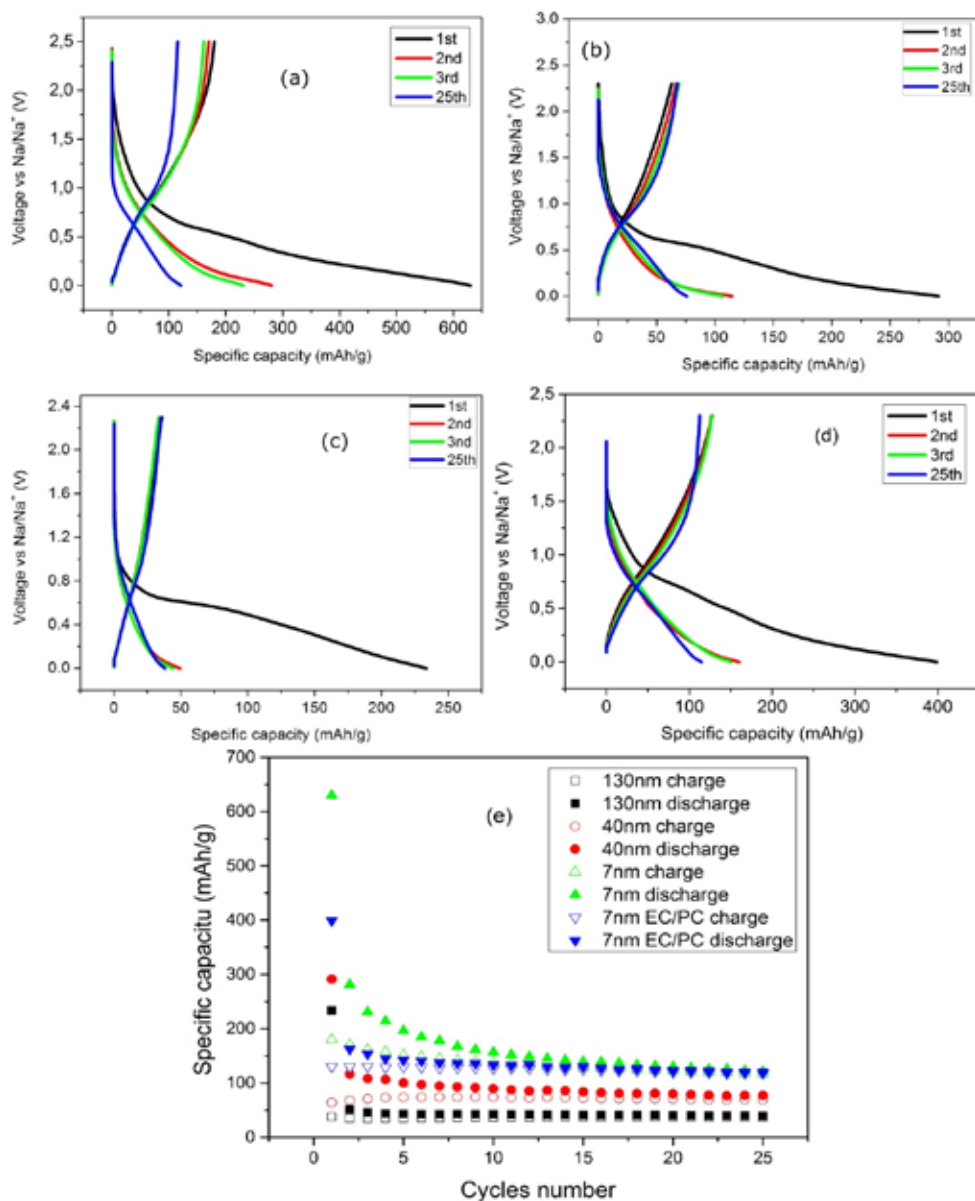 (a)
1st
2nd
3rd
25th
2,5
2,0
1,5
1,0
0,5
0,0
Voltage vs Na/Na⁺ (V)
0 100 200 300 400 500 600
Specific capacity (mAh/g)
(b)
1st
2nd
3rd
25th
3.0
2.5
2.0
1.5
1.0
0.5
0.0
Voltage vs Na/Na⁺ (V)
0 50 100 150 200 250 300
Specific capacity (mAh/g)
(c)
1st
2nd
3nd
25th
2.4
2.0
1.6
1.2
0.8
0.4
0.0
Voltage vs Na/Na⁺ (V)
0 50 100 150 200 250
Specific capacity (mAh/g)
(d)
1st
2nd
3rd
25th
2,5
2,0
1,5
1,0
0,5
0,0
Voltage vs Na/Na⁺ (V)
0 100 200 300 400
Specific capacity (mAh/g)
(e)
130nm charge
130nm discharge
40nm charge
40nm discharge
7nm charge
7nm discharge
7nm EC/PC charge
7nm EC/PC discharge
700
600
500
400
300
200
100
0
Specific capacitu (mAh/g)
0 5 10 15 20 25
Cycles number